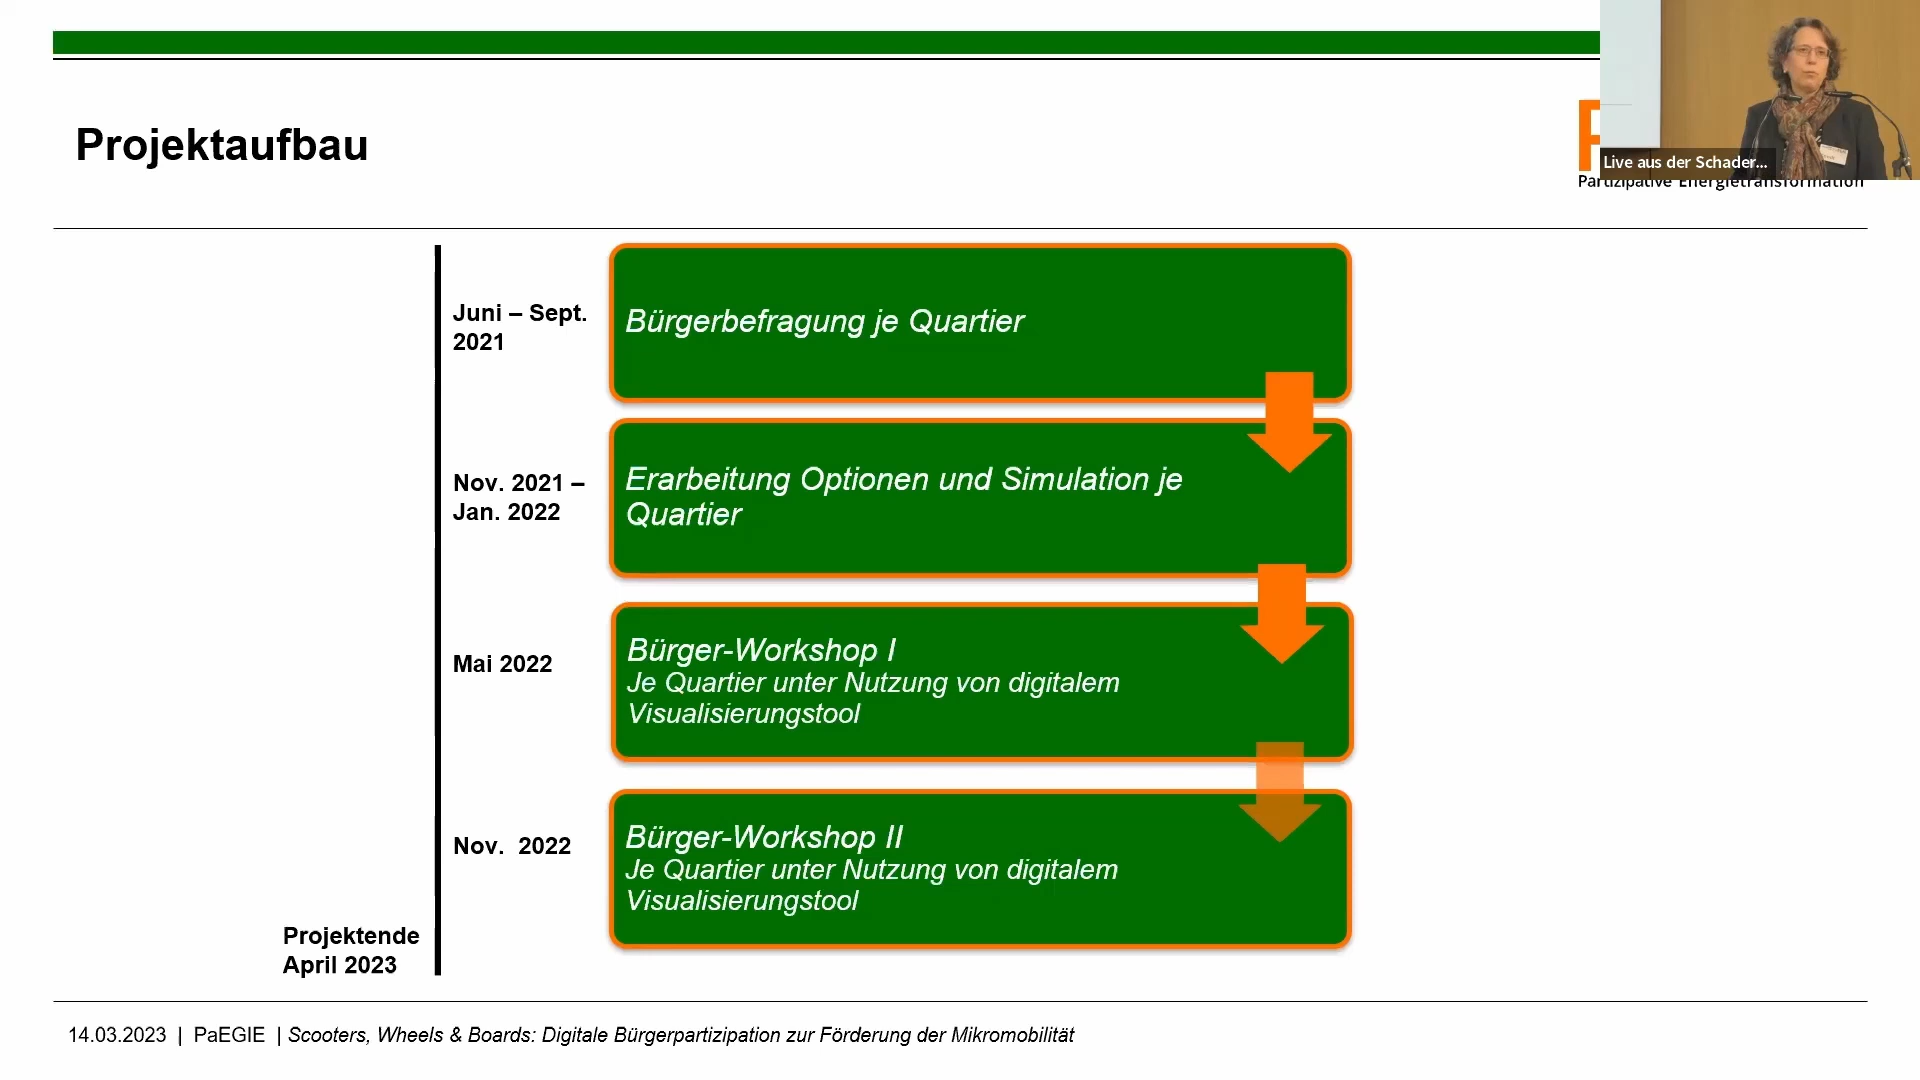 Projektaufbau
Live aus der Schader...
Partizipative Energietransformation
Juni – Sept.
2021
Bürgerbefragung je Quartier
Nov. 2021 –
Jan. 2022
Erarbeitung Optionen und Simulation je
Quartier
Mai 2022
Bürger-Workshop I
Je Quartier unter Nutzung von digitalem
Visualisierungstool
Nov. 2022
Bürger-Workshop II
Je Quartier unter Nutzung von digitalem
Visualisierungstool
Projektende
April 2023
14.03.2023 | PaEGIE | Scooters, Wheels & Boards: Digitale Bürgerpartizipation zur Förderung der Mikromobilität